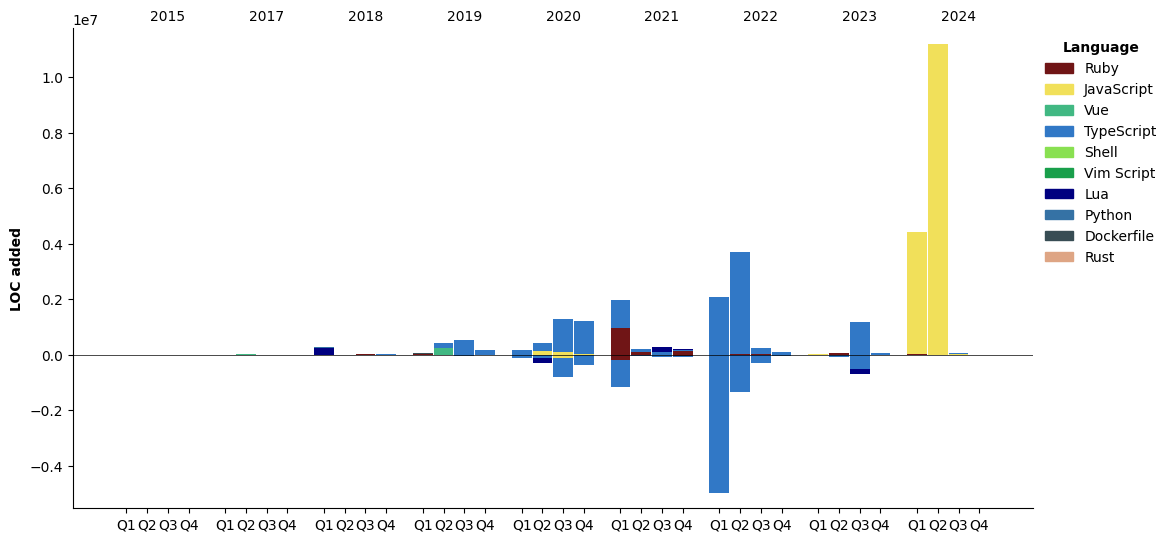 2015 2017 2018 2019 2020 2021 2022 2023 2024
1e7
1.0
0.8
0.6
0.4
0.2
0.0
−0.2
−0.4
LOC added
Q1 Q2 Q3 Q4 Q1 Q2 Q3 Q4 Q1 Q2 Q3 Q4 Q1 Q2 Q3 Q4 Q1 Q2 Q3 Q4 Q1 Q2 Q3 Q4 Q1 Q2 Q3 Q4 Q1 Q2 Q3 Q4 Q1 Q2 Q3 Q4
Language
Ruby
JavaScript
Vue
TypeScript
Shell
Vim Script
Lua
Python
Dockerfile
Rust